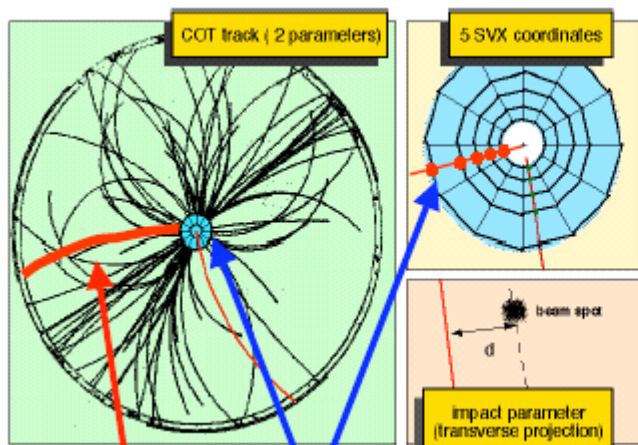 COT track ( 2 parameters)
5 SVX coordinates
beam spot
d
impact parameter
(transverse projection)